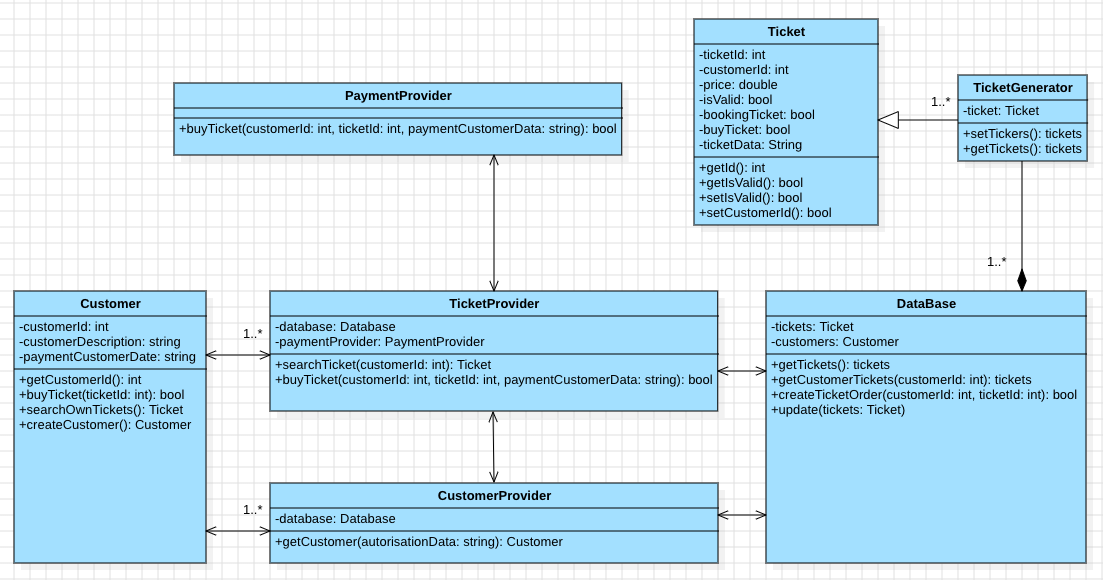 Ticket
-ticketId: int
-customerId: int
-price: double
-isValid: bool
-bookingTicket: bool
-buyTicket: bool
-ticketData: String
+getId(): int
+getIsValid(): bool
+setIsValid(): bool
+setCustomerId(): bool
1..*
TicketGenerator
-ticket: Ticket
+setTickers(): tickets
+getTickets(): tickets
PaymentProvider
+buyTicket(customerId: int, ticketId: int, paymentCustomerData: string): bool
1..*
Customer
-customerId: int
-customerDescription: string
-paymentCustomerDate: string
+getCustomerId(): int
+buyTicket(ticketId: int): bool
+searchOwnTickets(): Ticket
+createCustomer(): Customer
1..*
TicketProvider
-database: Database
-paymentProvider: PaymentProvider
+searchTicket(customerId: int): Ticket
+buyTicket(customerId: int, ticketId: int, paymentCustomerData: string): bool
DataBase
-tickets: Ticket
-customers: Customer
+getTickets(): tickets
+getCustomerTickets(customerId: int): tickets
+createTicketOrder(customerId: int, ticketId: int): bool
+update(tickets: Ticket)
1..*
CustomerProvider
-database: Database
+getCustomer(autorisationData: string): Customer